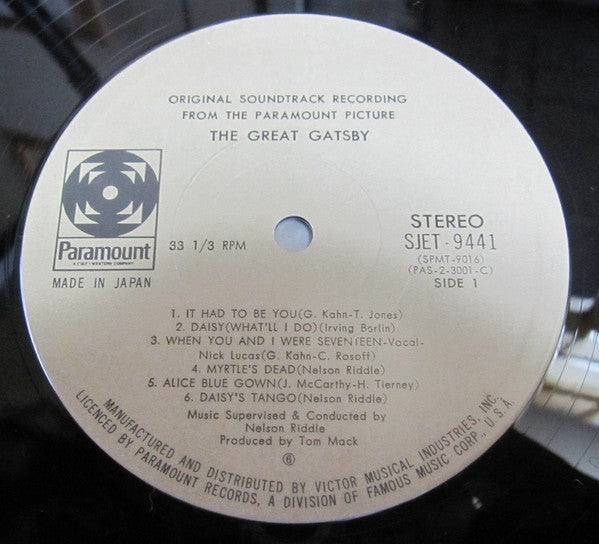 ORIGINAL SOUNDTRACK RECORDING
FROM THE PARAMOUNT PICTURE
THE GREAT GATSBY
Paramount
A G+W - WESTERN COMPANY
33 1/3 RPM
MADE IN JAPAN
STEREO
SJET-9441
(SPMT-9016)
(PAS-2-3001-C)
SIDE 1
1. IT HAD TO BE YOU(G. Kahn-T. Jones)
2. DAISY(WHAT'LL I DO)(Irving Barlin)
3. WHEN YOU AND I WERE SEVENTEEN-Vocal-
Nick Lucas(G. Kahn-C. Rosoff)
4. MYRTLE'S DEAD(Nelson Riddle)
5. ALICE BLUE GOWN(J. McCarthy-H. Tierney)
6. DAISY'S TANGO(Nelson Riddle)
Music Supervised & Conducted by
Nelson Riddle
Produced by Tom Mack
⑥
MANUFACTURED AND DISTRIBUTED BY VICTOR MUSICAL INDUSTRIES, INC.
LICENCED BY PARAMOUNT RECORDS, A DIVISION OF FAMOUS MUSIC CORP., U.S.A.